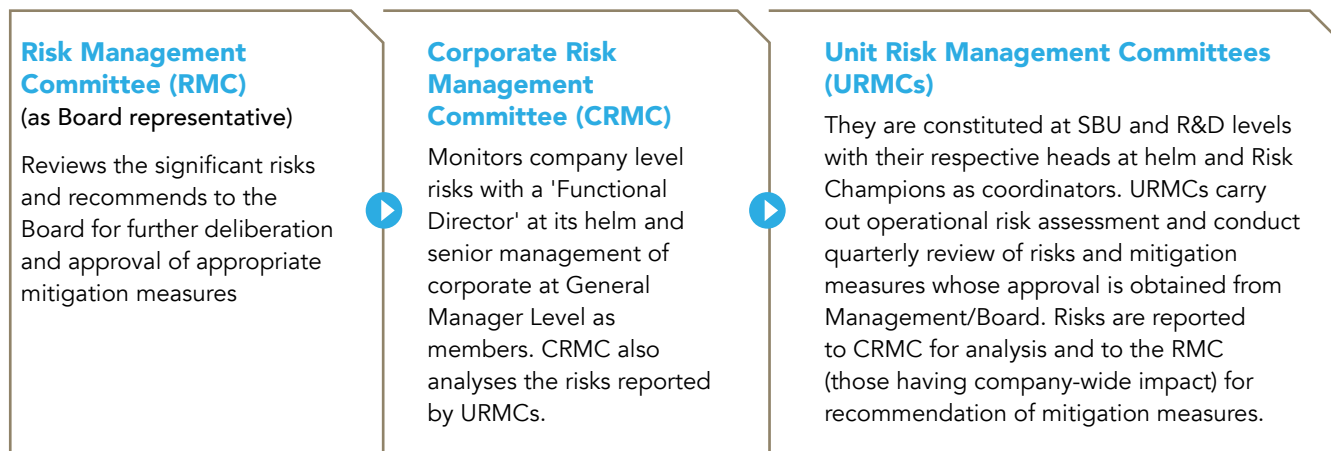 Risk Management
Committee (RMC)
(as Board representative)
Reviews the significant risks
and recommends to the
Board for further deliberation
and approval of appropriate
mitigation measures
Corporate Risk
Management
Committee (CRMC)
Monitors company level
risks with a 'Functional
Director' at its helm and
senior management of
corporate at General
Manager Level as
members. CRMC also
analyses the risks reported
by URMCs.
Unit Risk Management Committees
(URMCs)
They are constituted at SBU and R&D levels
with their respective heads at helm and Risk
Champions as coordinators. URMCs carry
out operational risk assessment and conduct
quarterly review of risks and mitigation
measures whose approval is obtained from
Management/Board. Risks are reported
to CRMC for analysis and to the RMC
(those having company-wide impact) for
recommendation of mitigation measures.